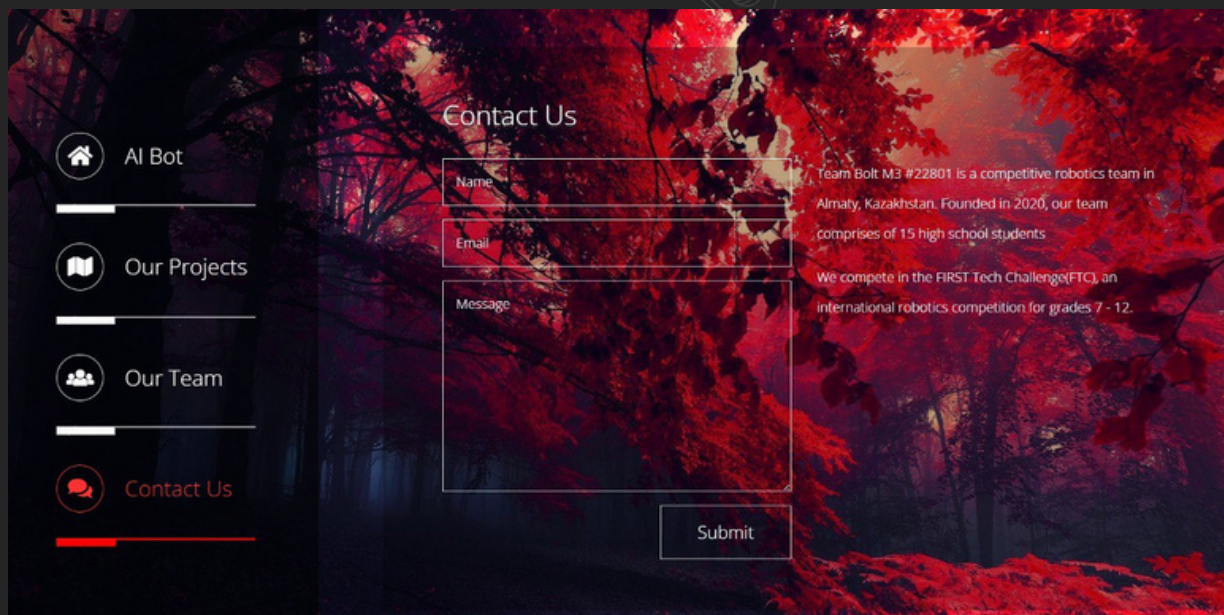 AI Bot
Our Projects
Our Team
Contact Us
Contact Us
Name
Email
Message
Submit
Team Bolt M3 #22801 is a competitive robotics team in
Almaty, Kazakhstan. Founded in 2020, our team
comprises of 15 high school students
We compete in the FIRST Tech Challenge(FTC), an
international robotics competition for grades 7 - 12.